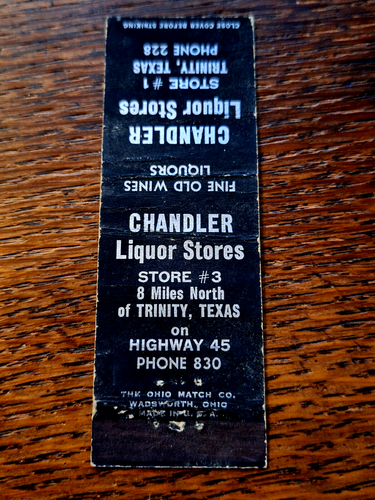 CLOSE COVER BEFORE STRIKING
PHONE 228
TRINITY, TEXAS
STORE #1
Liquor Stores
CHANDLER
LIQUORS
FINE OLD WINES
CHANDLER
Liquor Stores
STORE #3
8 Miles North
of TRINITY, TEXAS
on
HIGHWAY 45
PHONE 830
THE OHIO MATCH CO.
WADSWORTH, OHIO
MADE IN U. S. A.